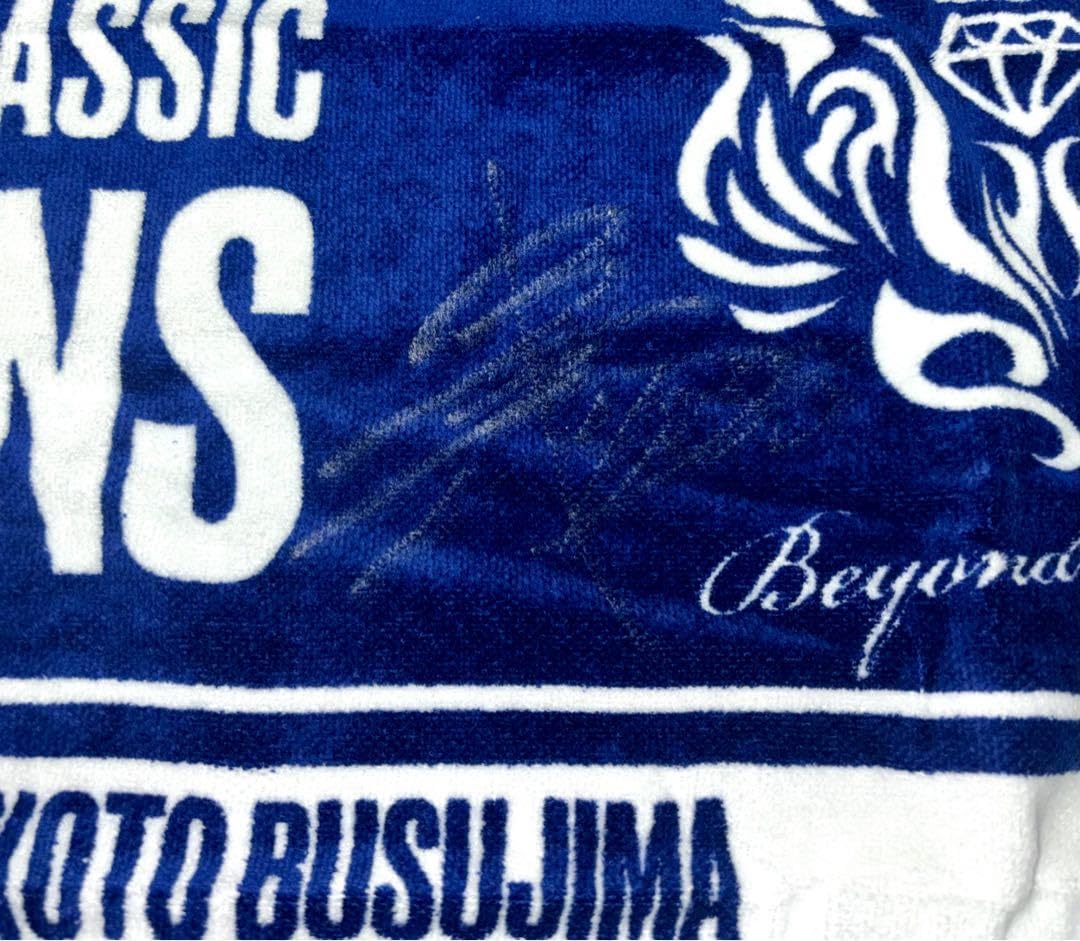 ASSIC
NS
Beyond
KOTO BUSUJIMA